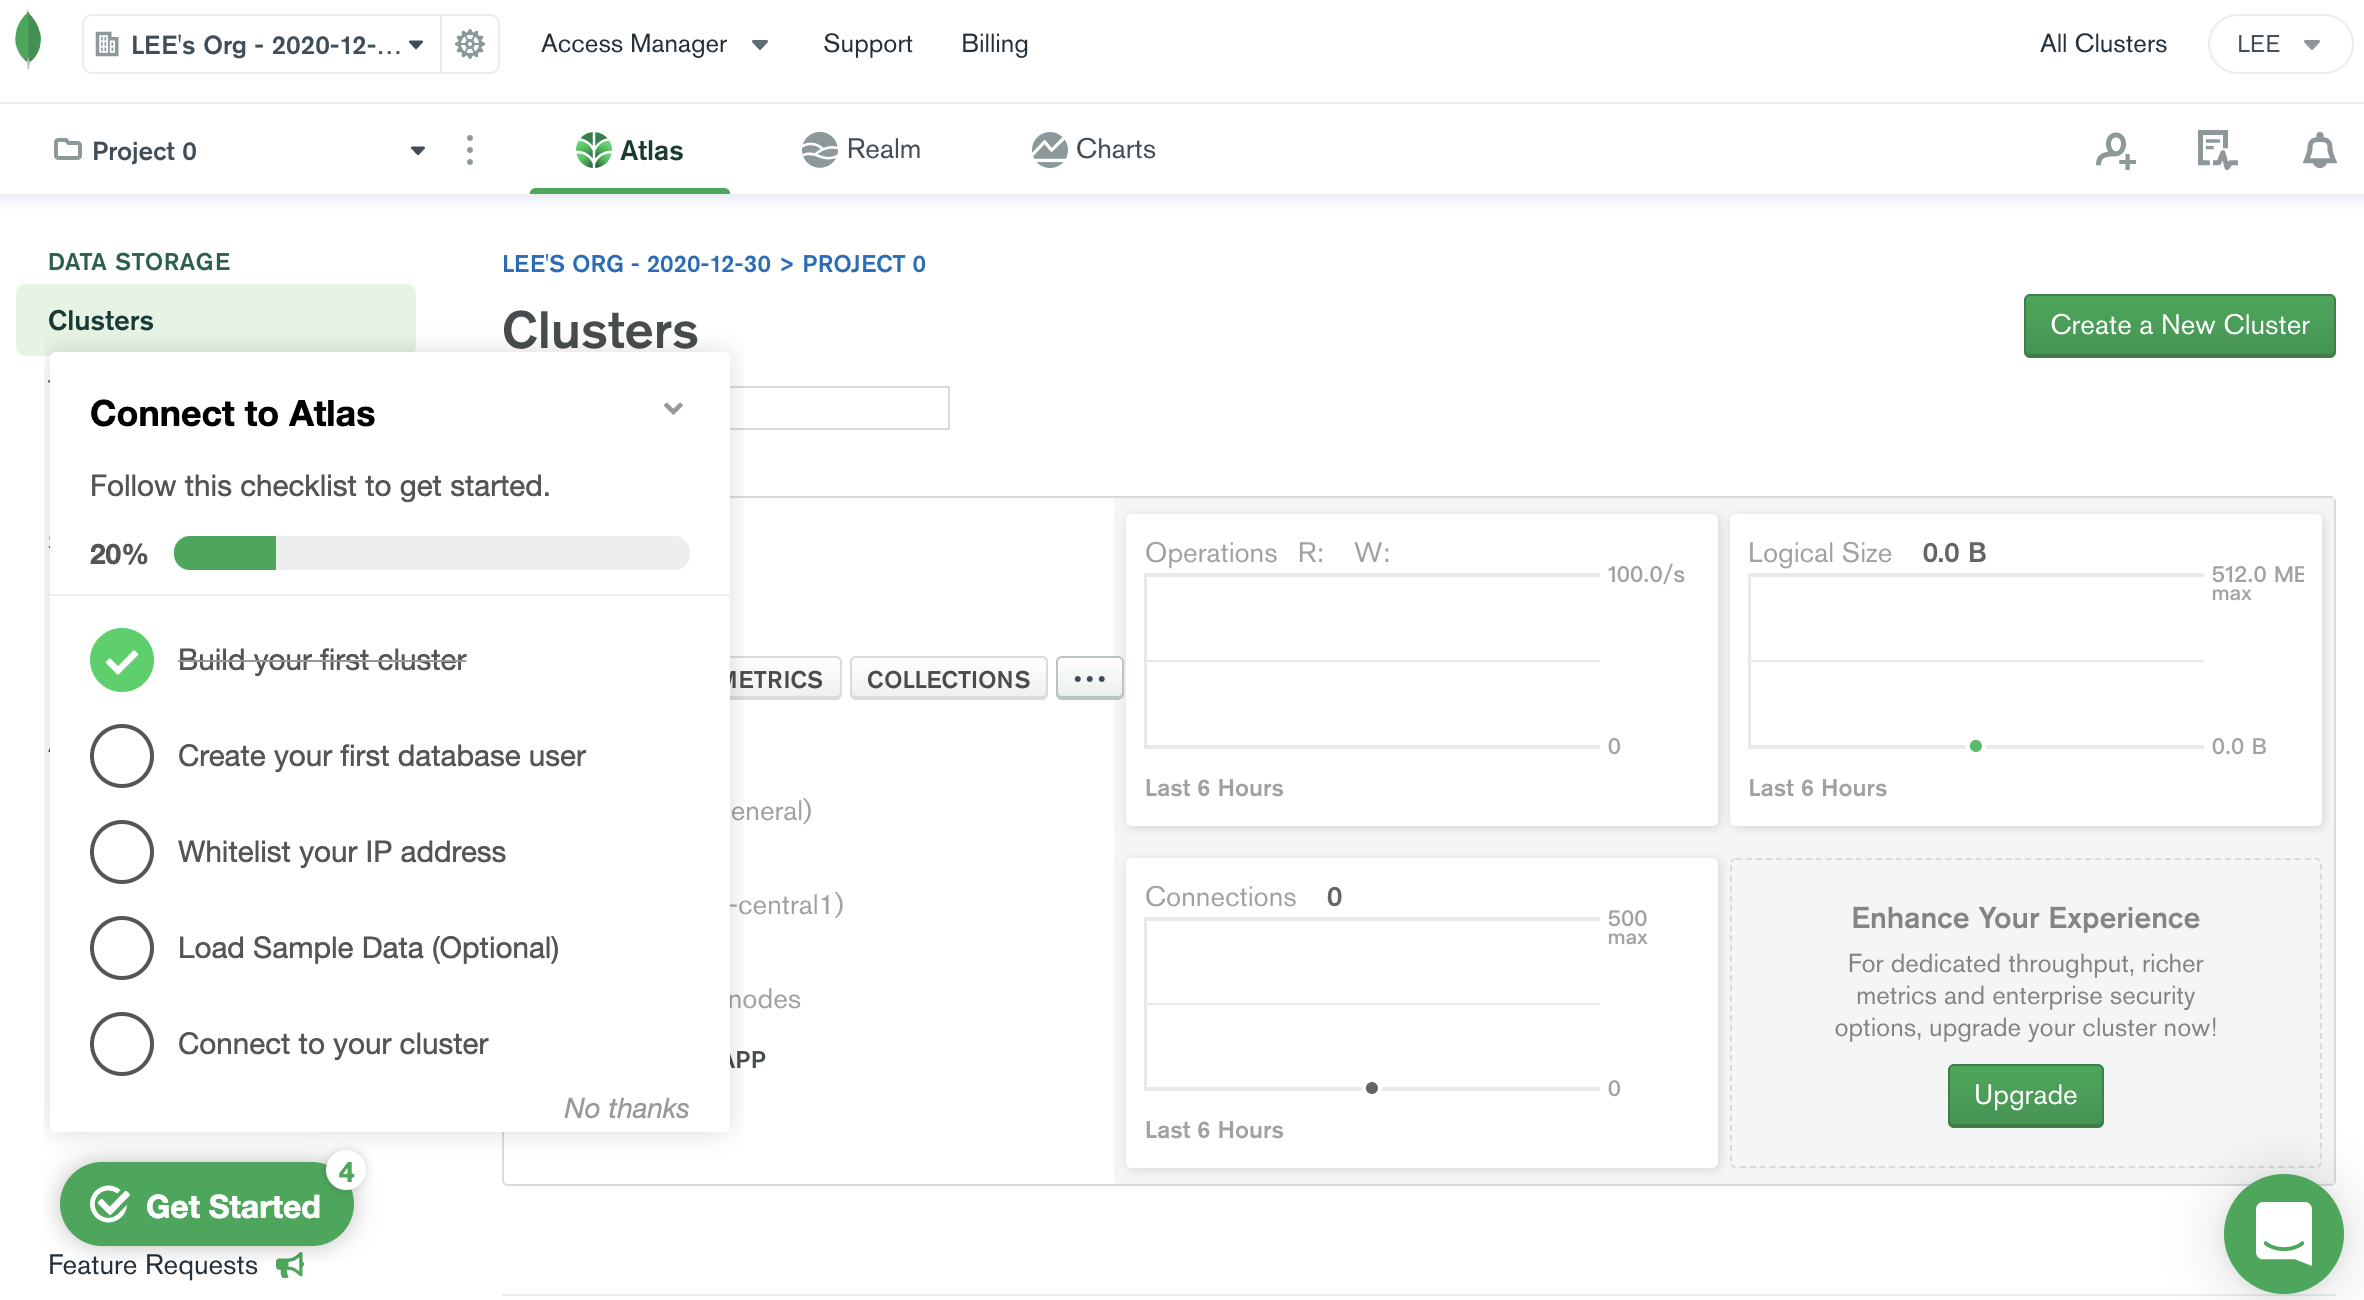 LEE's Org - 2020-12-...
Access Manager
Support
Billing
All Clusters
LEE
Project 0
Atlas
Realm
Charts
DATA STORAGE
Clusters
LEE'S ORG - 2020-12-30 > PROJECT 0
Clusters
Create a New Cluster
Connect to Atlas
Follow this checklist to get started.
20%
Build your first cluster
Create your first database user
Whitelist your IP address
Load Sample Data (Optional)
Connect to your cluster
No thanks
METRICS
COLLECTIONS
...
eneral)
-central1)
nodes
APP
Operations R: W:
100.0/s
0
Last 6 Hours
Logical Size 0.0 B
512.0 MB
max
0.0 B
Last 6 Hours
Connections 0
500
max
0
Last 6 Hours
Enhance Your Experience
For dedicated throughput, richer
metrics and enterprise security
options, upgrade your cluster now!
Upgrade
4
Get Started
Feature Requests